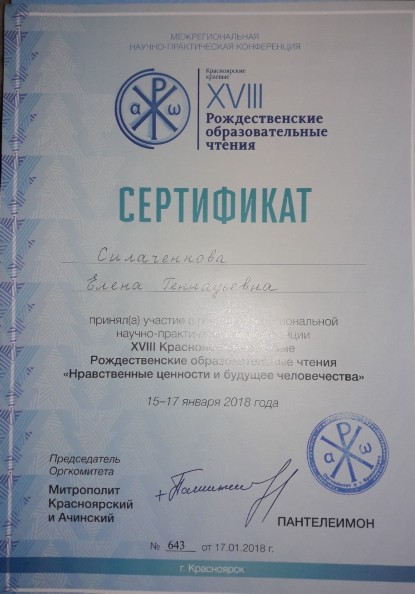 МЕЖРЕГИОНАЛЬНАЯ
НАУЧНО-ПРАКТИЧЕСКАЯ КОНФЕРЕНЦИЯ
Красноярские
краевые
XVIII
Рождественские
образовательные
чтения
α Ρ ω
СЕРТИФИКАТ
Силаченкова
Елена Геннадьевна
принял(а) участие
научно-практи
XVIII
Рождественские образовательные чтения
«Нравственные ценности и будущее человечества»
15–17 января 2018 года
Председатель
Оргкомитета
Митрополит
Красноярский
и Ачинский
ПАНТЕЛЕИМОН
α Ρ ω
№ 643 от 17.01.2018 г.
г. Красноярск